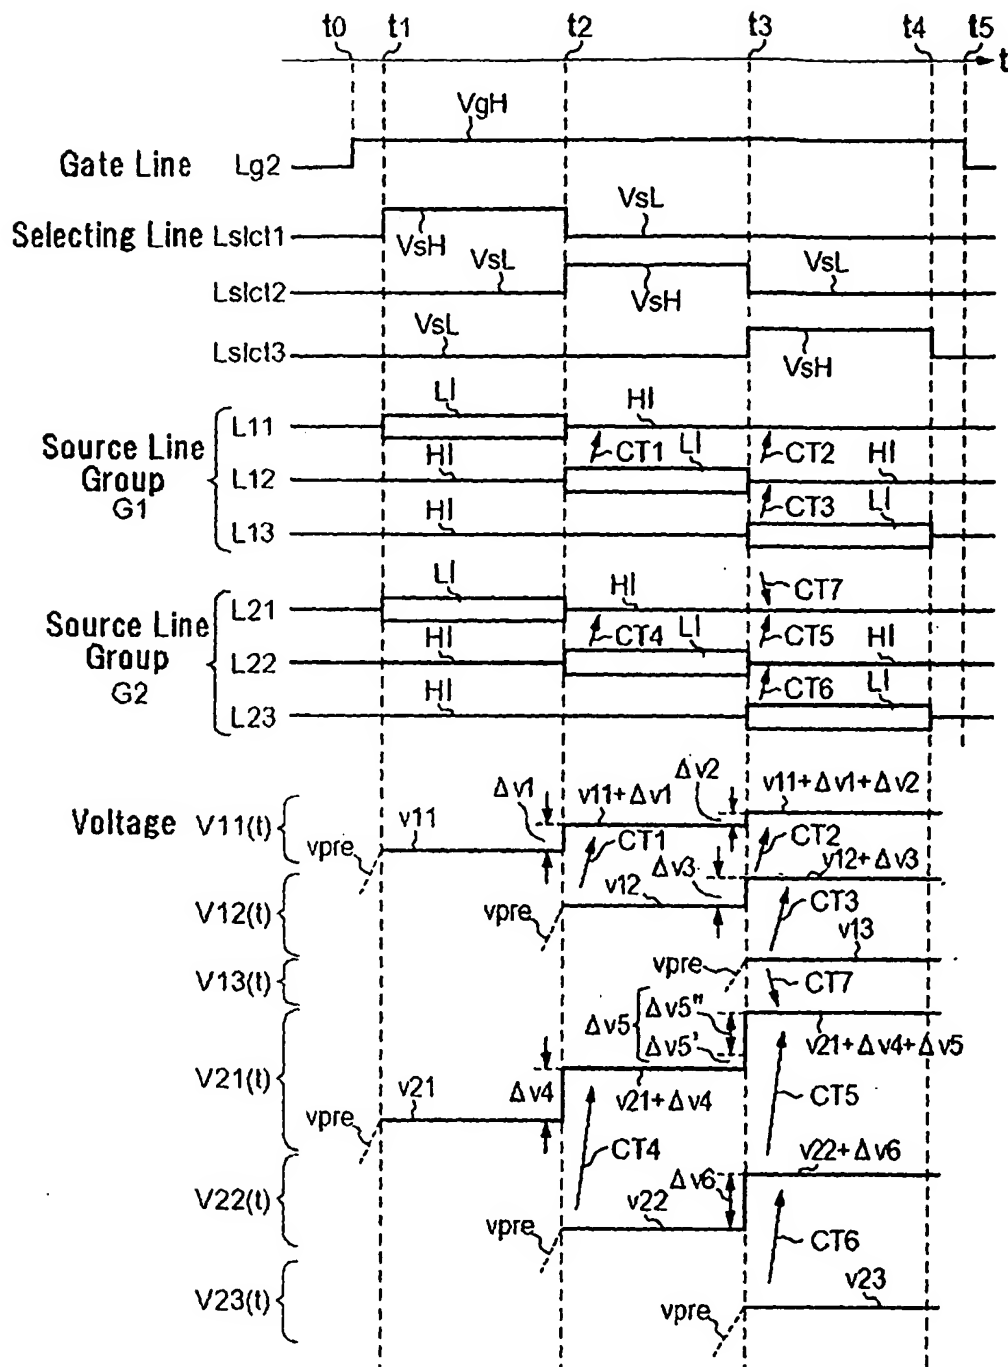 t0 t1 t2 t3 t4 t5
t
VgH
Gate Line Lg2
VsL
Selecting Line Lslct1
VsH
VsL VsL
Lslct2
VsH
VsL
Lslct3
VsH
LI HI
L11
CT1 LI CT2 HI
Source Line Group G1
HI
L12
CT3 LI
HI
L13
LI HI CT7
L21
CT4 LI CT5 HI
Source Line Group G2
HI
L22
CT6 LI
HI
L23
Δv1 v11+Δv1 Δv2 v11+Δv1+Δv2
Voltage V11(t) v11
vpre CT1 CT2
Δv3 v12+Δv3
v12
V12(t) vpre CT3
v13
vpre
V13(t) CT7
Δv5 Δv5" Δv5'
v21+Δv4+Δv5
V21(t) v21 Δv4 v21+Δv4
vpre CT5
CT4 v22+Δv6
V22(t) v22 Δv6
vpre CT6
v23
V23(t) vpre